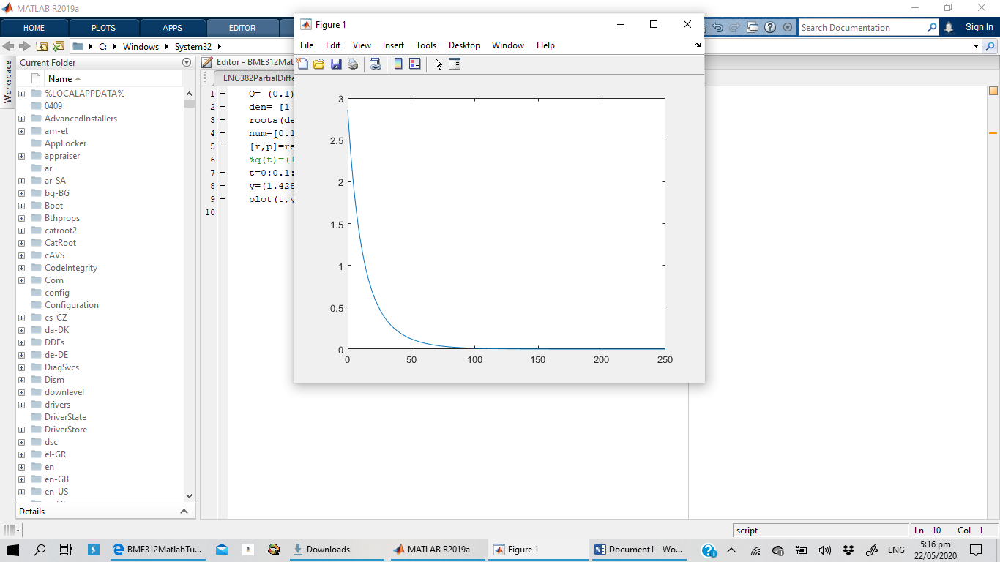 MATLAB R2019a
HOME PLOTS APPS EDITOR
Search Documentation Sign In
C: Windows System32
Workspace
Current Folder
Name
%LOCALAPPDATA%
0409
AdvancedInstallers
am-et
AppLocker
appraiser
ar
ar-SA
bg-BG
Boot
Bthprops
catroot2
CatRoot
cAVS
CodeIntegrity
Com
config
Configuration
cs-CZ
da-DK
DDFs
de-DE
DiagSvcs
Dism
downlevel
drivers
DriverState
DriverStore
dsc
el-GR
en
en-GB
en-US
Details
Editor - BME312Mat
ENG382PartialDiffe
1 Q= (0.1)
2 den= [1
3 roots(de
4 num=[0.1
5 [r,p]=re
6 %q(t)=(1
7 t=0:0.1:
8 y=(1.428
9 plot(t,y
10
Figure 1
File Edit View Insert Tools Desktop Window Help
3
2.5
2
1.5
1
0.5
0
0 50 100 150 200 250
script Ln 10 Col 1
BME312MatlabTu... Downloads MATLAB R2019a Figure 1 Document1 - Wo... ENG
5:16 pm
22/05/2020